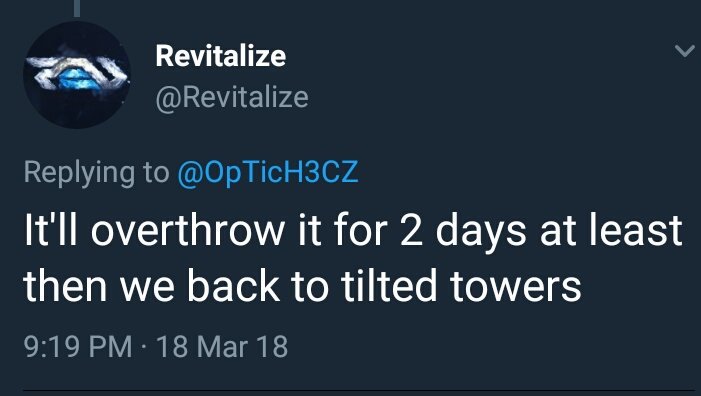 Revitalize
@Revitalize
Replying to @OpTicH3CZ
It'll overthrow it for 2 days at least
then we back to tilted towers
9:19 PM · 18 Mar 18